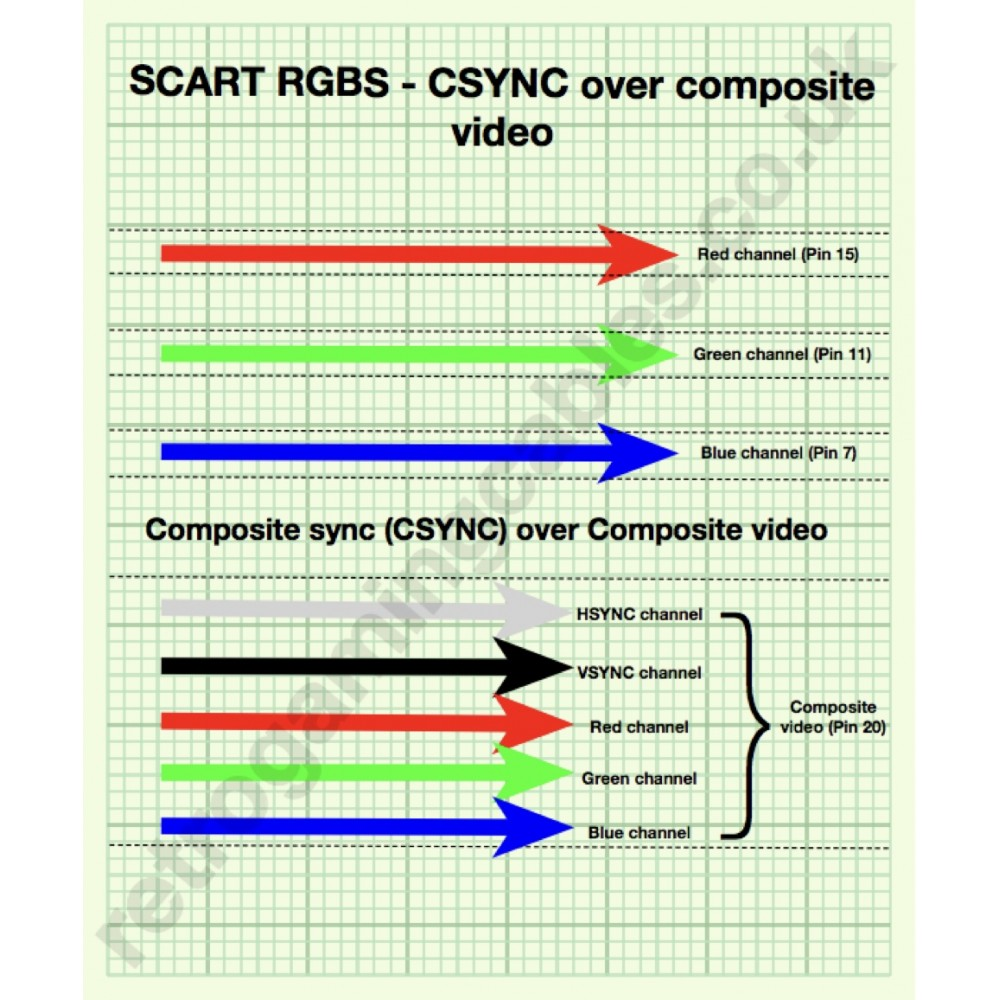 SCART RGBS - CSYNC over composite
video
Red channel (Pin 15)
Green channel (Pin 11)
Blue channel (Pin 7)
Composite sync (CSYNC) over Composite video
HSYNC channel
VSYNC channel
Red channel
Green channel
Blue channel
Composite
video (Pin 20)
retrogamingcables.co.uk